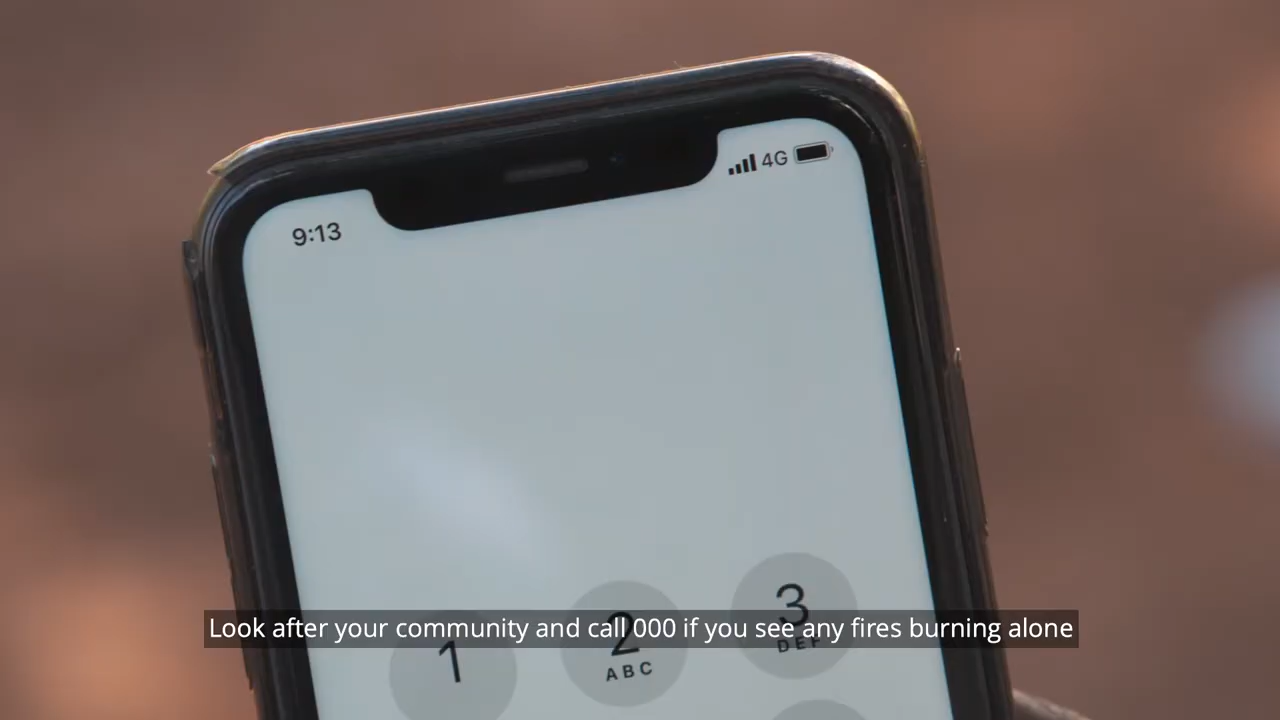 9:13
4G
1
2
ABC
3
DEF
Look after your community and call 000 if you see any fires burning alone